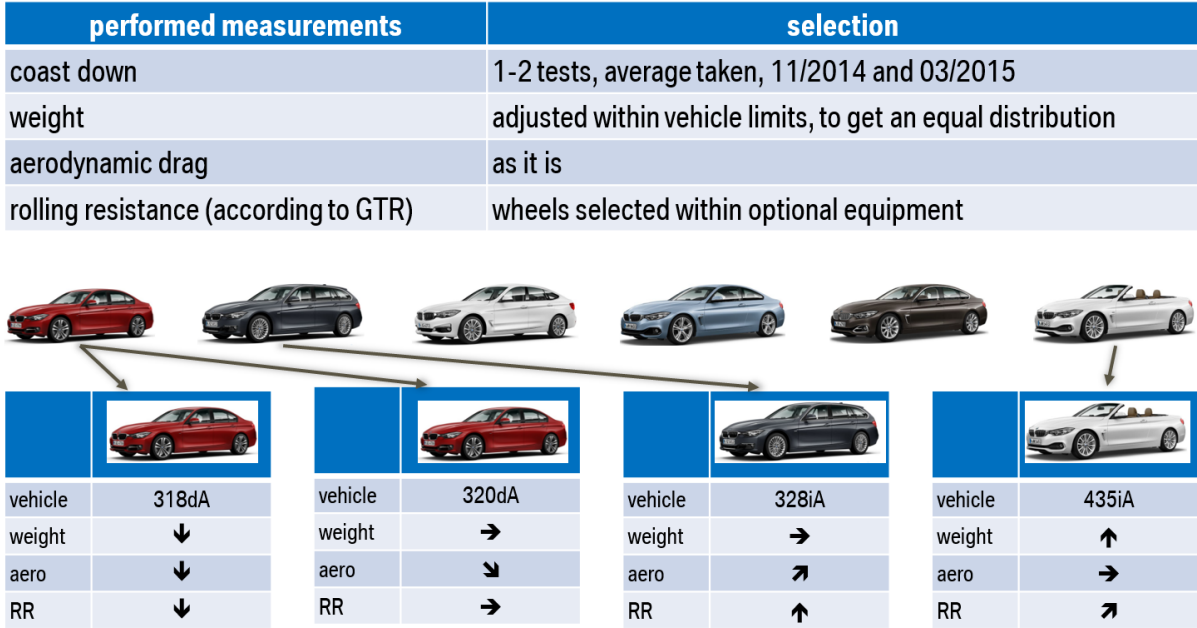 performed measurements selection
coast down 1-2 tests, average taken, 11/2014 and 03/2015
weight adjusted within vehicle limits, to get an equal distribution
aerodynamic drag as it is
rolling resistance (according to GTR) wheels selected within optional equipment
vehicle 318dA
weight ↓
aero ↓
RR ↓
vehicle 320dA
weight →
aero ↘
RR →
vehicle 328iA
weight →
aero ↗
RR ↑
vehicle 435iA
weight ↑
aero →
RR ↗